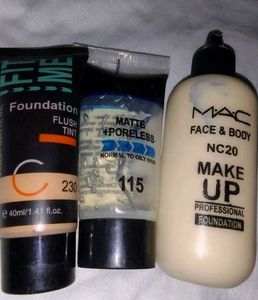 FIT
ME
Foundation
FLUSH
TINT
C
230
40ml/1.41 fl.oz.
MATTE
+PORELESS
NORMAL TO OILY SKIN
115
MAC
FACE & BODY
NC20
MAKE
UP
PROFESSIONAL
FOUNDATION